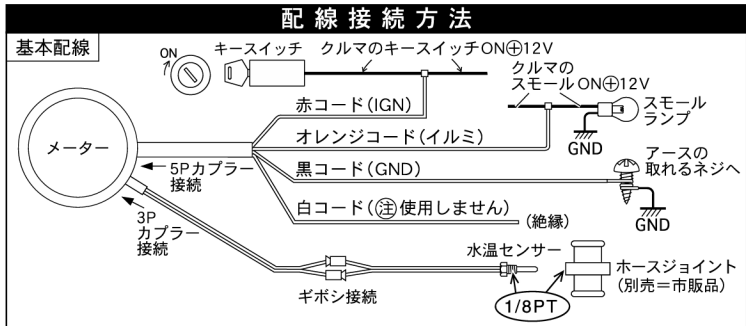 配線接続方法
基本配線
ON
キースイッチ
クルマのキースイッチON⊕12V
クルマの
スモールON⊕12V
スモール
ランプ
GND
赤コード(IGN)
オレンジコード(イルミ)
メーター
5Pカプラー
接続
黒コード(GND)
アースの
取れるネジへ
GND
白コード(注使用しません)
(絶縁)
3P
カプラー
接続
ギボシ接続
水温センサー
1/8PT
ホースジョイント
(別売=市販品)